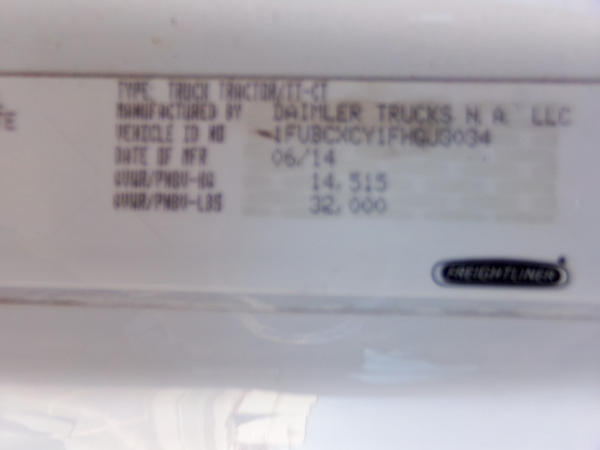 TYPE: TRUCK TRACTOR/TT-CT
MANUFACTURED BY DAIMLER TRUCKS N.A. LLC
VEHICLE ID NO
DATE OF MFR 06/14
GVWR/PNBV-KG 14,515
GVWR/PNBV-LBS 32,000
FREIGHTLINER